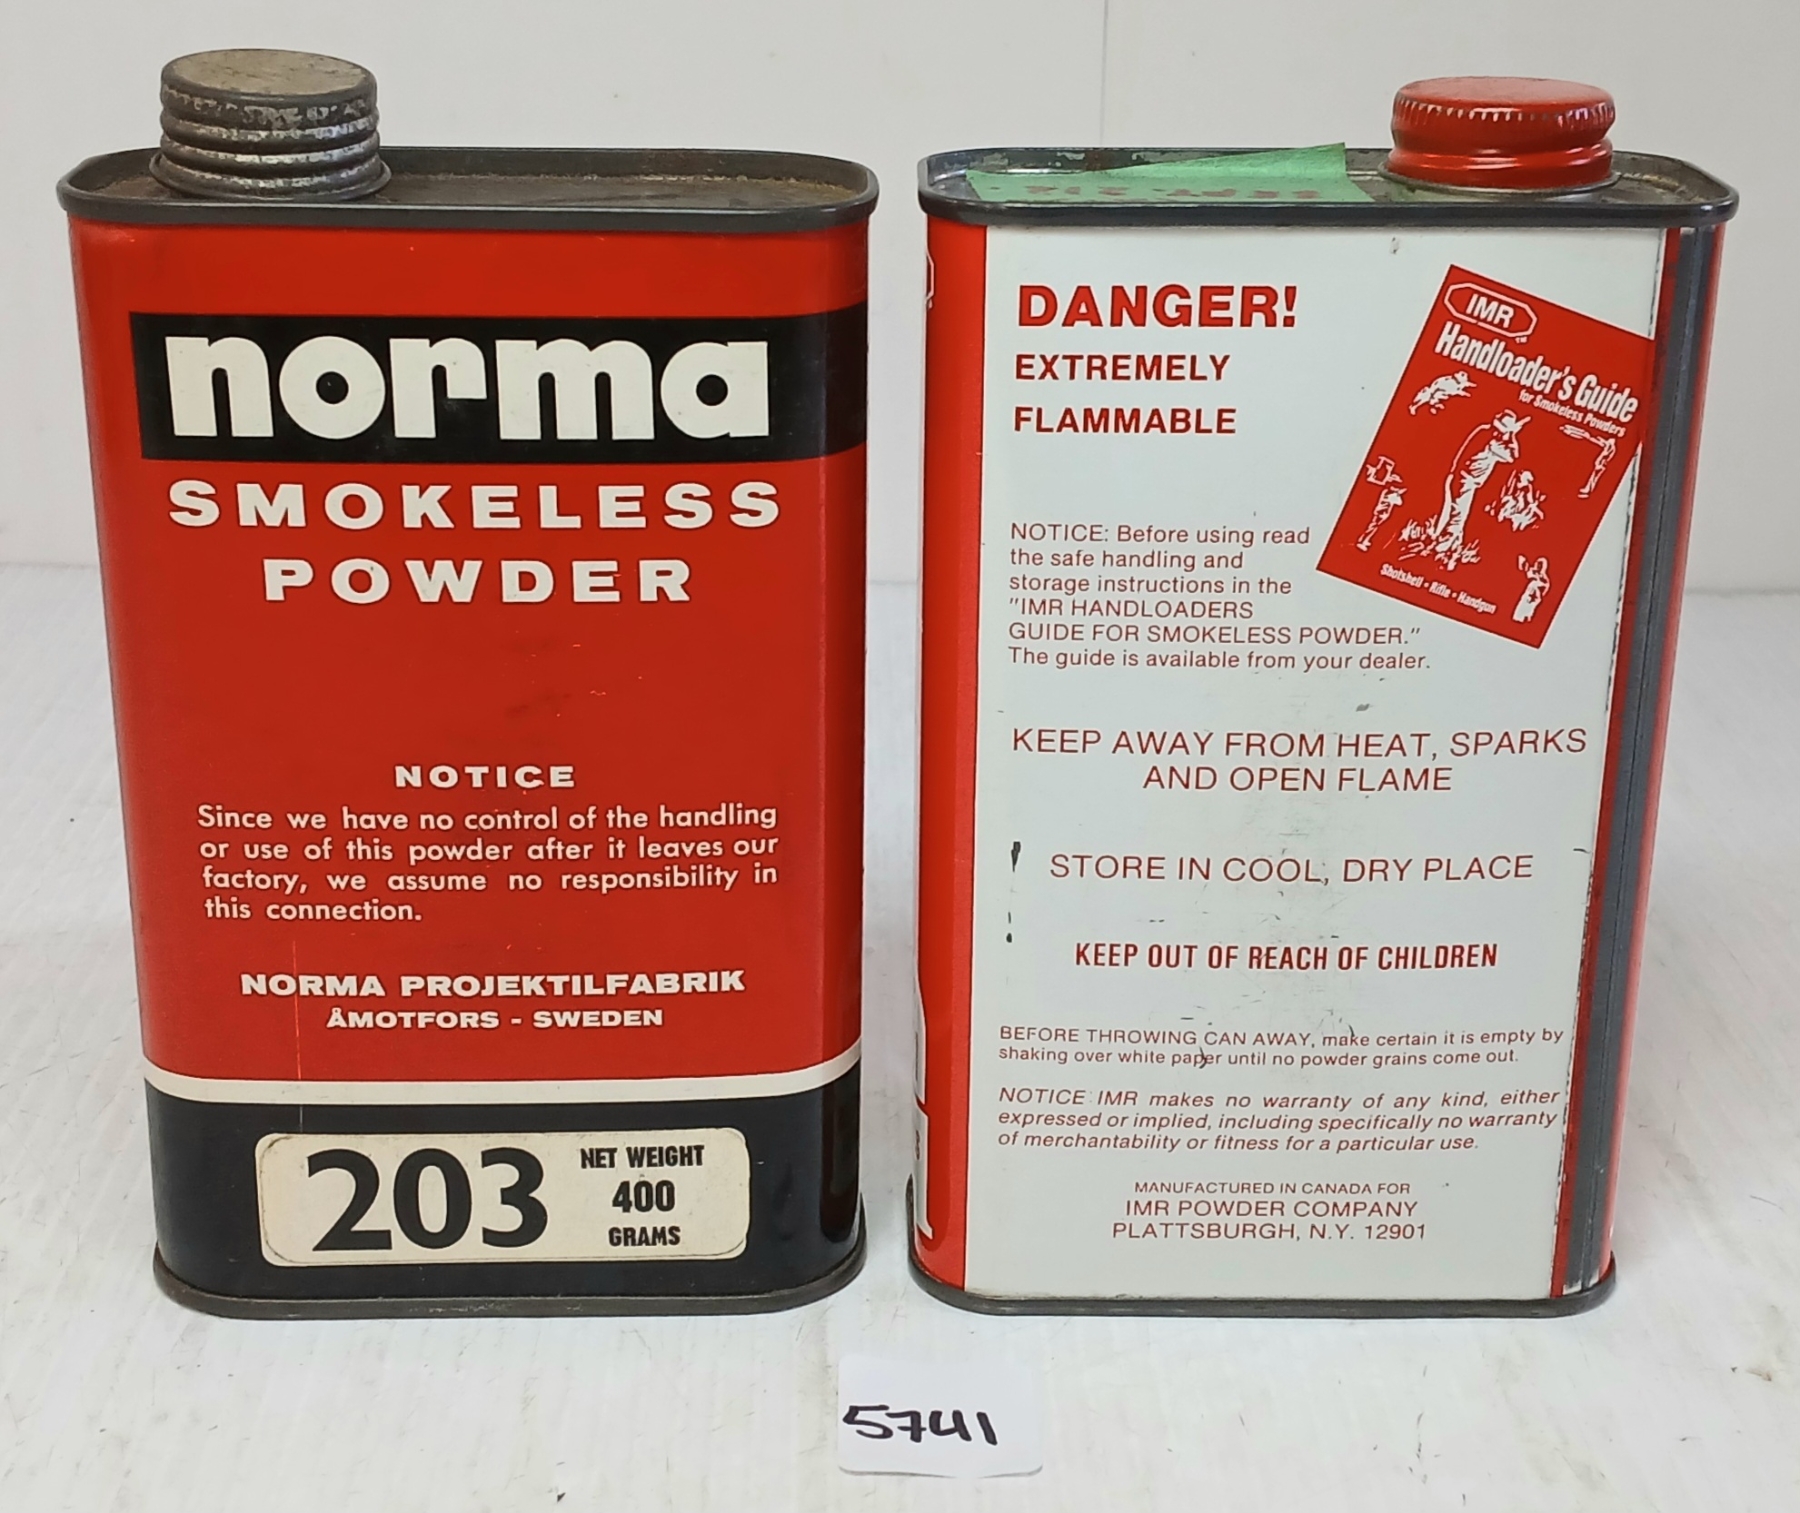 norma
SMOKELESS
POWDER
NOTICE
Since we have no control of the handling
or use of this powder after it leaves our
factory, we assume no responsibility in
this connection.
NORMA PROJEKTILFABRIK
ÅMOTFORS - SWEDEN
203
NET WEIGHT
400
GRAMS
DANGER!
EXTREMELY
FLAMMABLE
IMR
Handloader's Guide
for Smokeless Powders
Shotshell • Rifle • Handgun
NOTICE: Before using read
the safe handling and
storage instructions in the
"IMR HANDLOADERS
GUIDE FOR SMOKELESS POWDER."
The guide is available from your dealer.
KEEP AWAY FROM HEAT, SPARKS
AND OPEN FLAME
STORE IN COOL, DRY PLACE
KEEP OUT OF REACH OF CHILDREN
BEFORE THROWING CAN AWAY, make certain it is empty by
shaking over white paper until no powder grains come out.
NOTICE: IMR makes no warranty of any kind, either
expressed or implied, including specifically no warranty
of merchantability or fitness for a particular use.
MANUFACTURED IN CANADA FOR
IMR POWDER COMPANY
PLATTSBURGH, N.Y. 12901
5741